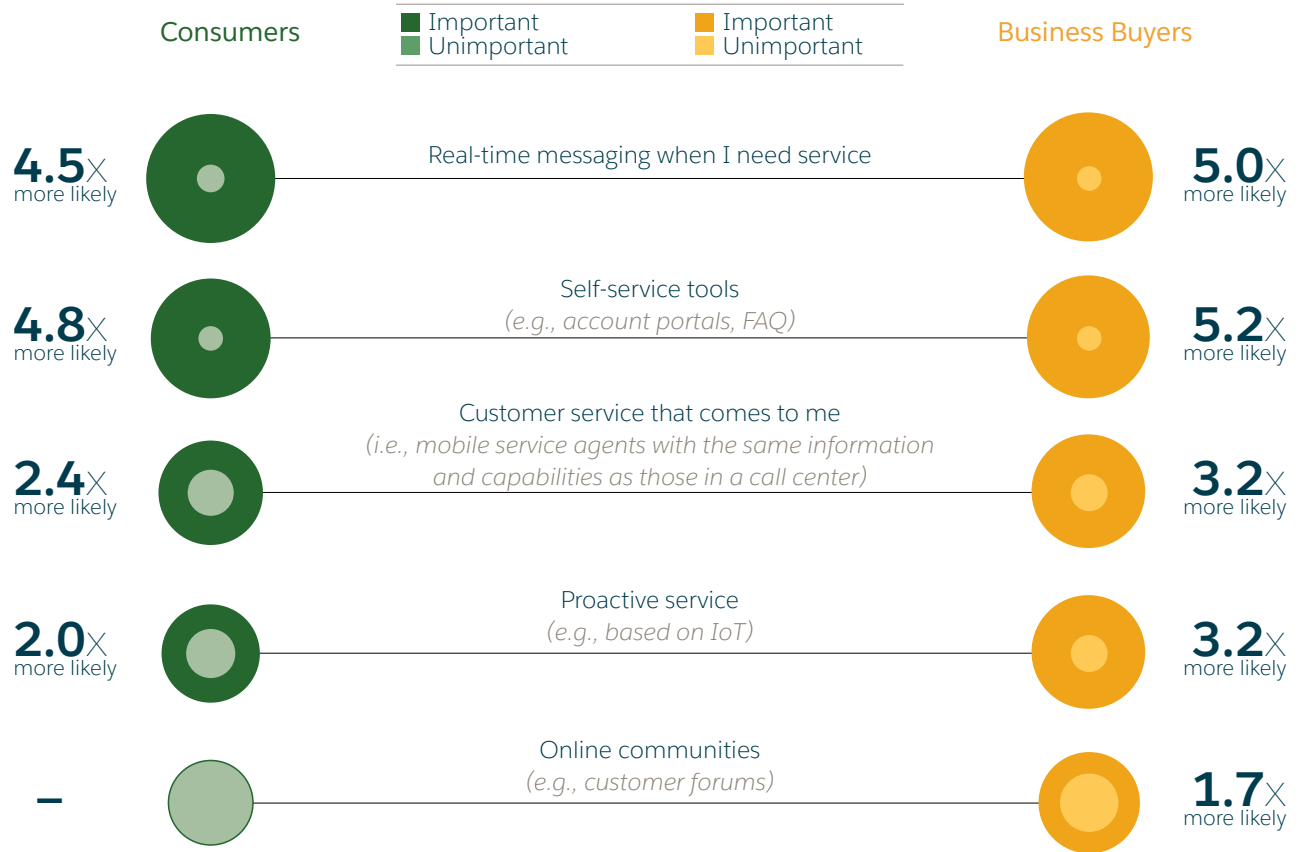 Consumers
Important
Unimportant
Important
Unimportant
Business Buyers
4.5X
more likely
Real-time messaging when I need service
5.0X
more likely
4.8X
more likely
Self-service tools
(e.g., account portals, FAQ)
5.2X
more likely
2.4X
more likely
Customer service that comes to me
(i.e., mobile service agents with the same information
and capabilities as those in a call center)
3.2X
more likely
2.0X
more likely
Proactive service
(e.g., based on IoT)
3.2X
more likely
–
Online communities
(e.g., customer forums)
1.7X
more likely